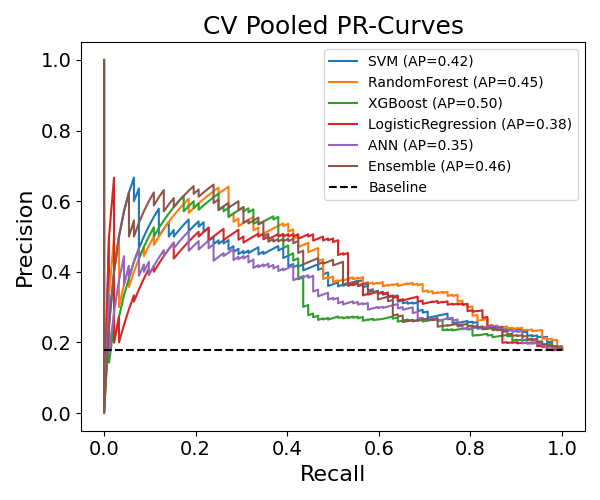 CV Pooled PR-Curves
Precision
1.0
0.8
0.6
0.4
0.2
0.0
SVM (AP=0.42)
RandomForest (AP=0.45)
XGBoost (AP=0.50)
LogisticRegression (AP=0.38)
ANN (AP=0.35)
Ensemble (AP=0.46)
Baseline
0.0 0.2 0.4 0.6 0.8 1.0
Recall